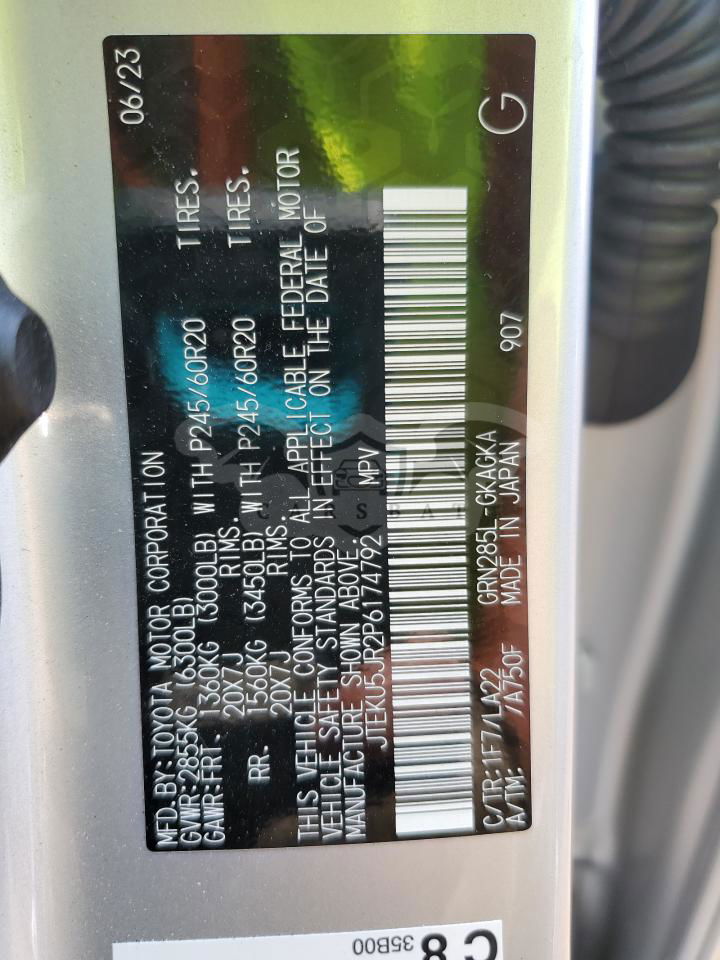 MFD.BY:TOYOTA MOTOR CORPORATION 06/23
GVWR:2855KG (6300LB)
GAWR:FRT. 1360KG (3000LB) WITH P245/60R20 TIRES.
20X7J RIMS.
RR. 1560KG (3450LB) WITH P245/60R20 TIRES.
20X7J RIMS.
THIS VEHICLE CONFORMS TO ALL APPLICABLE FEDERAL MOTOR
VEHICLE SAFETY STANDARDS IN EFFECT ON THE DATE OF
MANUFACTURE SHOWN ABOVE.
JTEKU5JR2P6174792 MPV
C/TR:1F7/LA22 GRN285L-GKAGKA
A/TM: /A750F MADE IN JAPAN 907 G
C8
35B00
CARSBAT